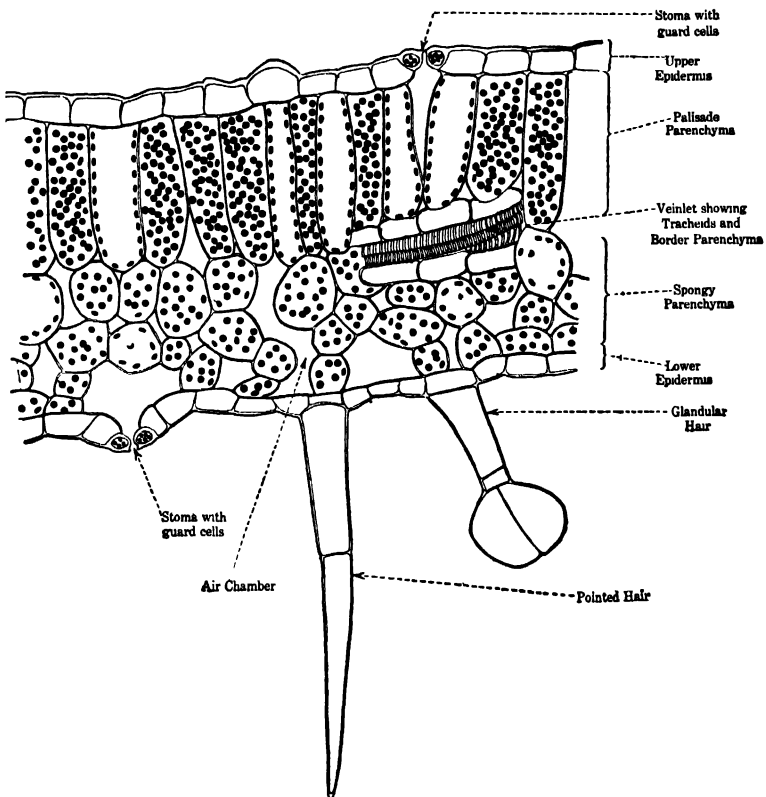 Stoma with
guard cells
Upper
Epidermis
Palisade
Parenchyma
Veinlet showing
Tracheids and
Border Parenchyma
Spongy
Parenchyma
Lower
Epidermis
Glandular
Hair
Stoma with
guard cells
Air Chamber
Pointed Hair